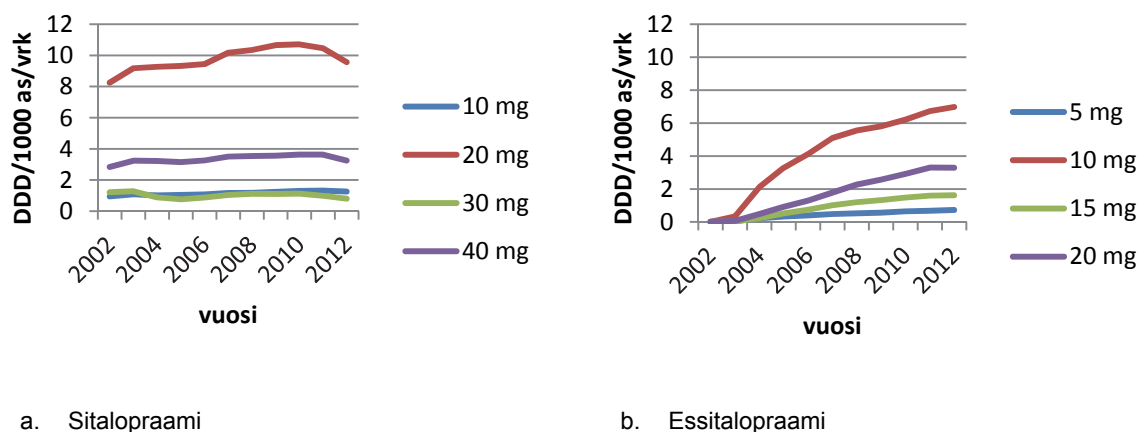 DDD/1000 as/vrk
12
10
8
6
4
2
0
2002
2004
2006
2008
2010
2012
vuosi
10 mg
20 mg
30 mg
40 mg
a. Sitalopraami
DDD/1000 as/vrk
12
10
8
6
4
2
0
2002
2004
2006
2008
2010
2012
vuosi
5 mg
10 mg
15 mg
20 mg
b. Essitalopraami